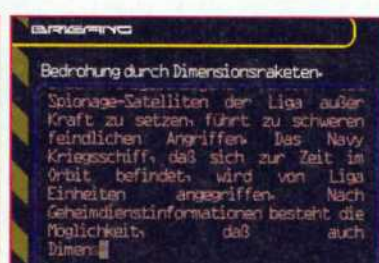 BRIEFING
Bedrohung durch Dimensionsraketen.
Spionage-Satelliten der Liga außer
Kraft zu setzen, führt zu schweren
feindlichen Angriffen. Das Navy
Kriegsschiff, daß sich zur Zeit im
Orbit befindet, wird von Liga
Einheiten angegriffen. Nach
Geheimdienstinformationen besteht die
Möglichkeit, daß auch
Dimens